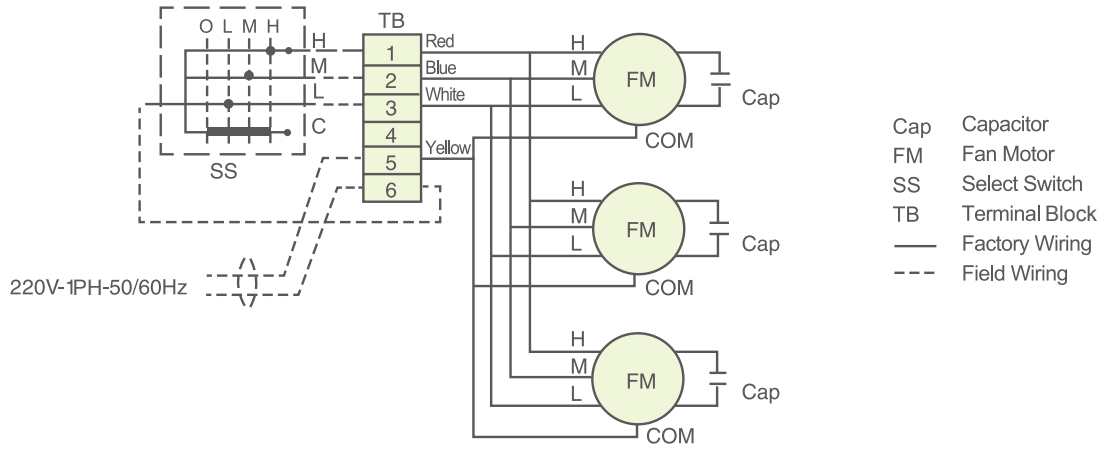 O L M H
H
M
L
C
SS
TB
1
2
3
4
5
6
Red
Blue
White
Yellow
H
M
L
FM
Cap
COM
H
M
L
FM
Cap
COM
H
M
L
FM
Cap
COM
220V-1PH-50/60Hz
Cap Capacitor
FM Fan Motor
SS Select Switch
TB Terminal Block
Factory Wiring
Field Wiring